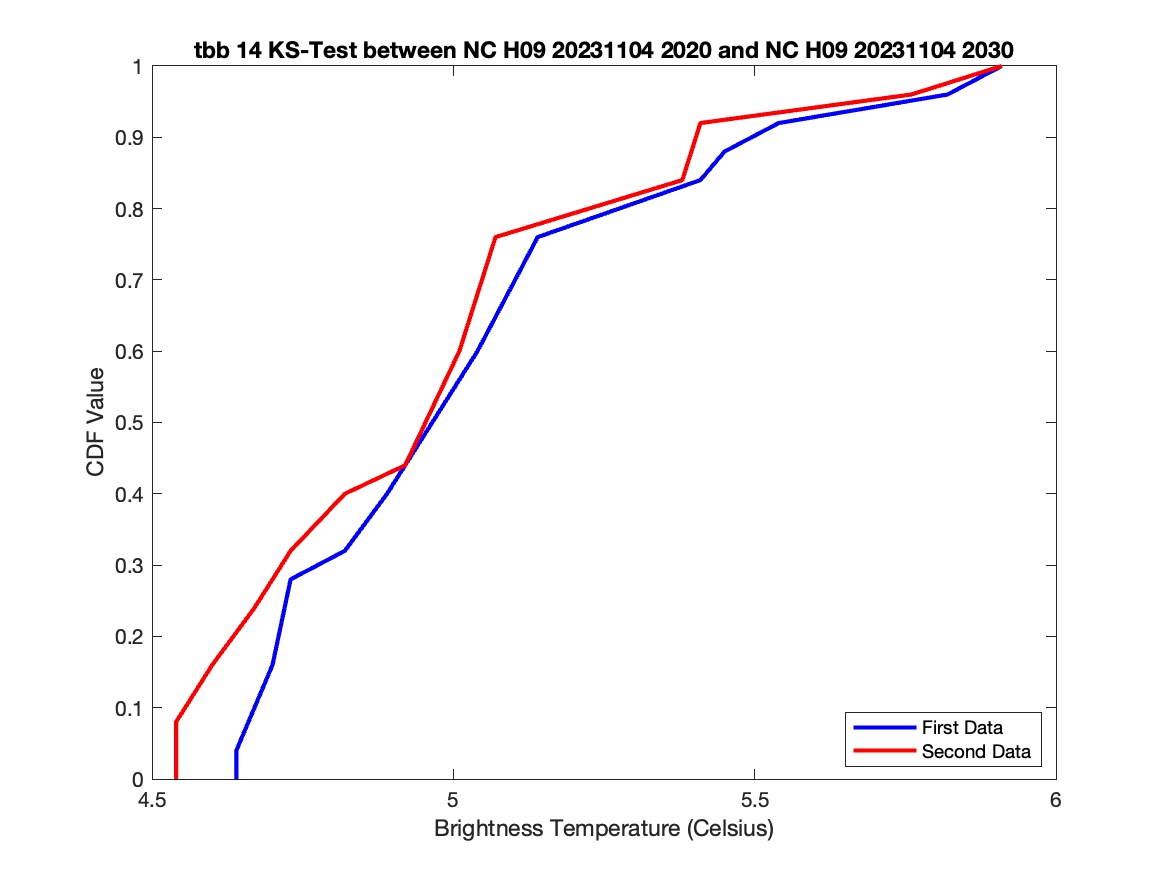 tbb 14 KS-Test between NC H09 20231104 2020 and NC H09 20231104 2030
1
0.9
0.8
0.7
0.6
0.5
0.4
0.3
0.2
0.1
0
CDF Value
First Data
Second Data
4.5 5 5.5 6
Brightness Temperature (Celsius)